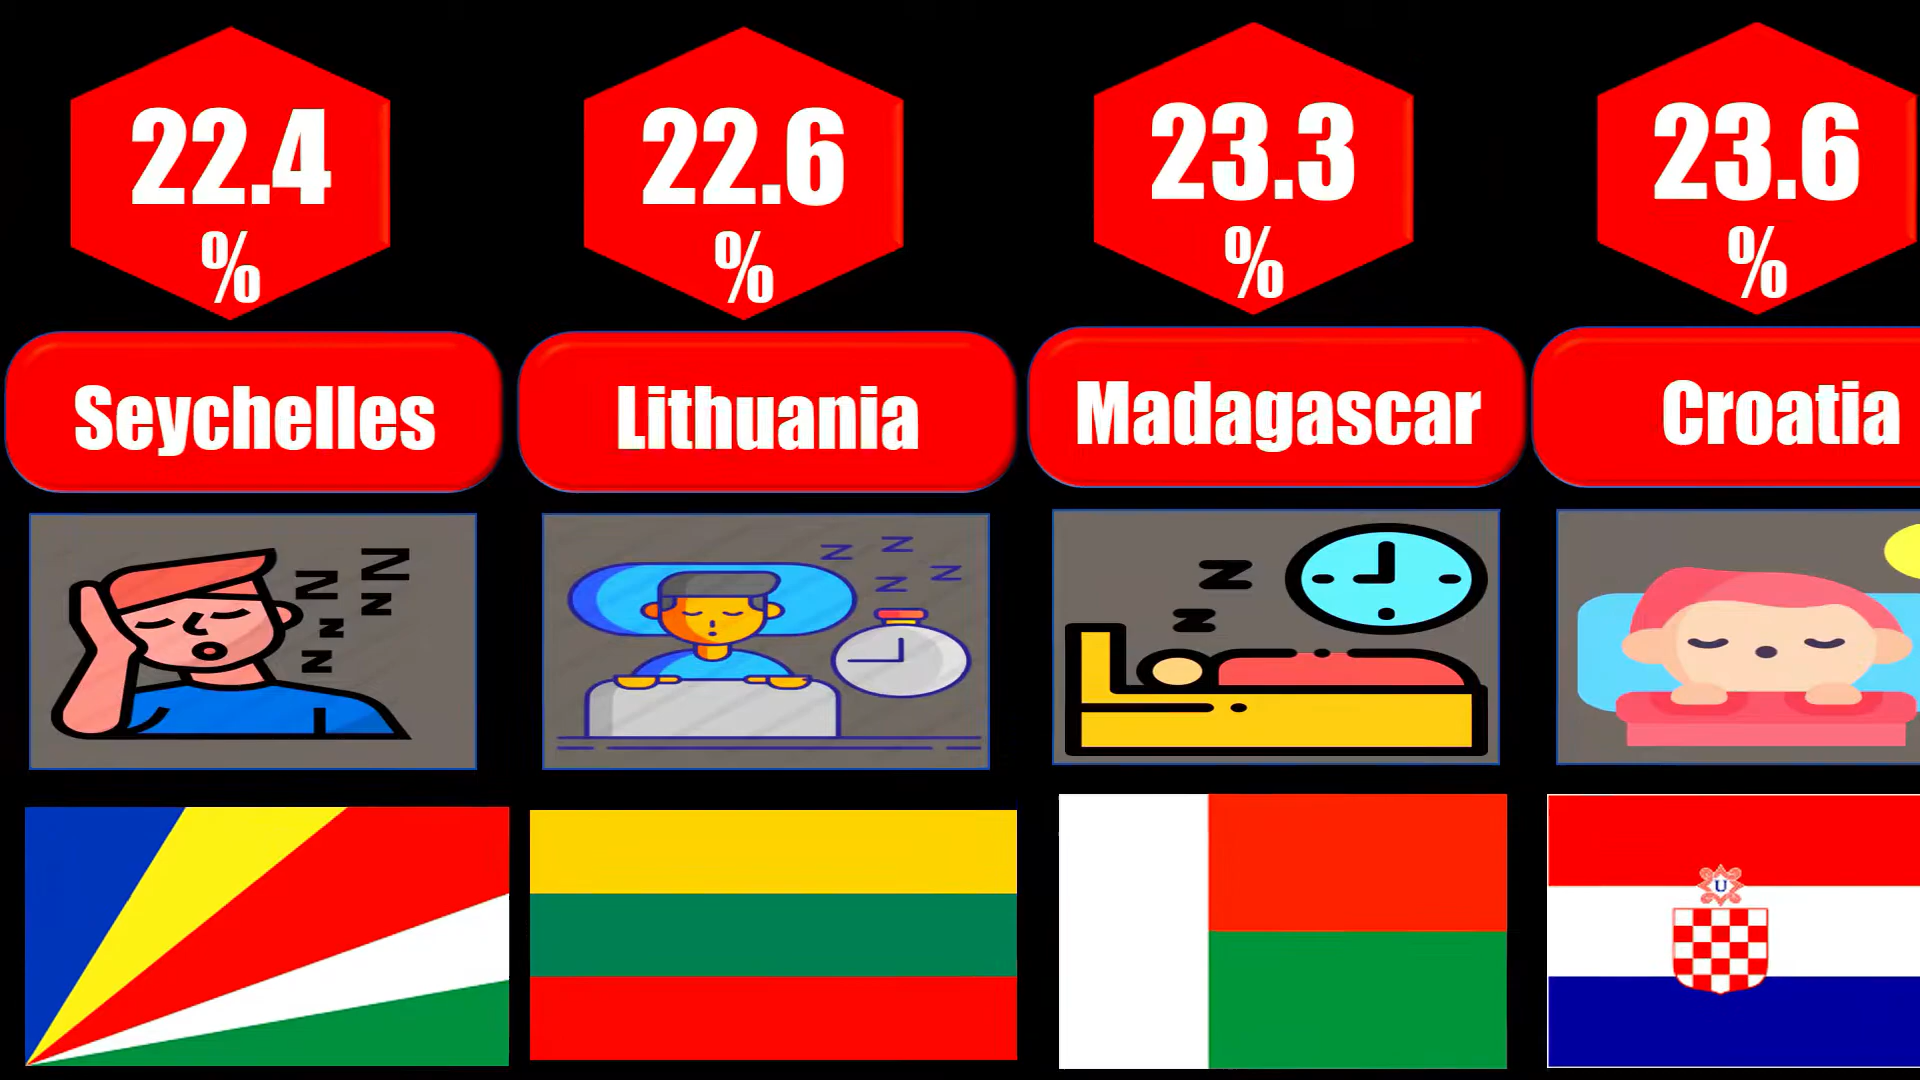 22.4
%
22.6
%
23.3
%
23.6
%
Seychelles
Lithuania
Madagascar
Croatia
Z
Z
Z
Z
Z
Z
Z
Z
Z
Z
Z
U